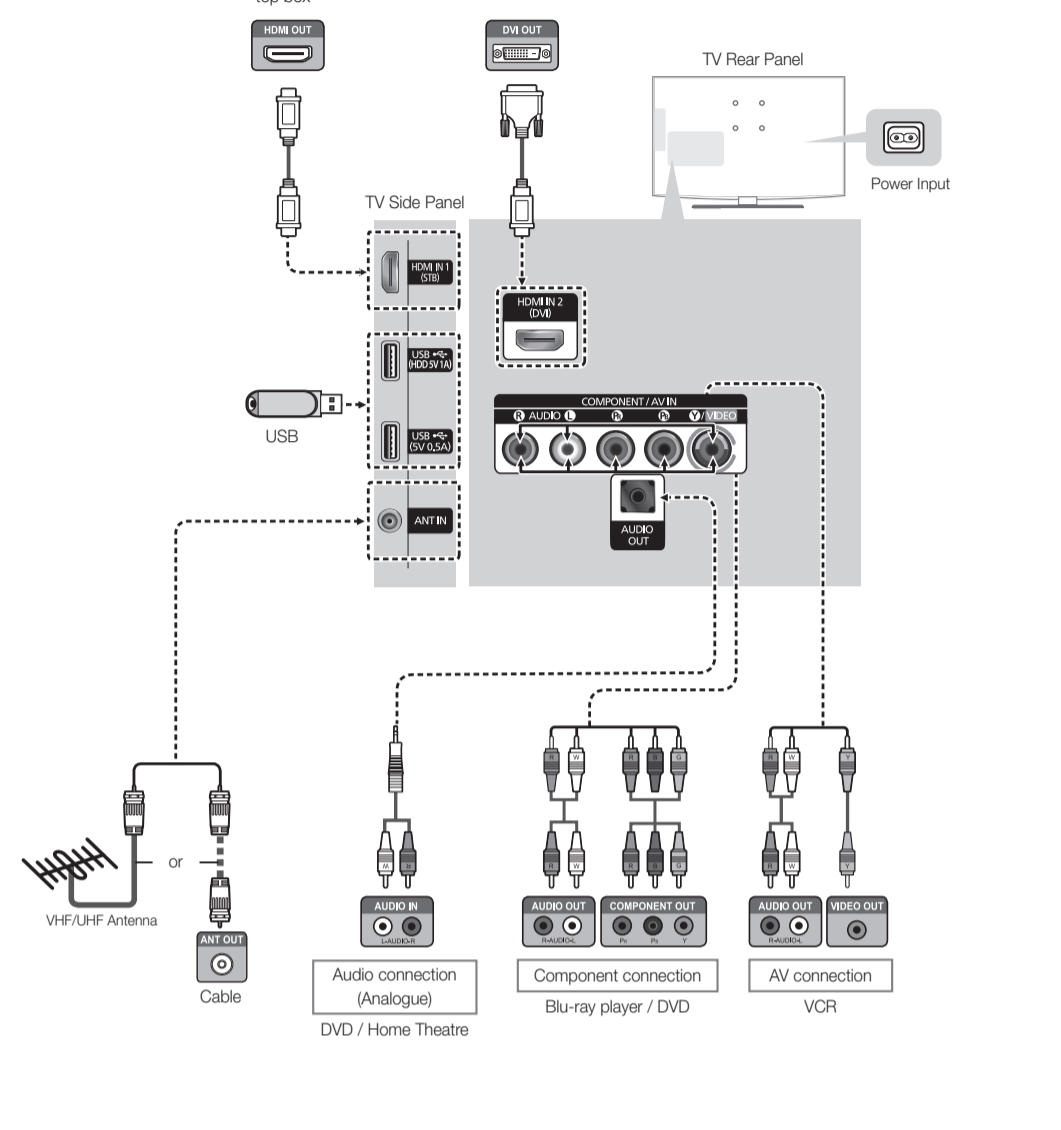 top box
HDMI OUT
DVI OUT
TV Rear Panel
Power Input
TV Side Panel
HDMI IN 1
(STB)
HDMI IN 2
(DVI)
USB
(HDD 5V 1A)
USB
COMPONENT / AV IN
R AUDIO L PR PB Y / VIDEO
USB
(5V 0.5A)
ANT IN
AUDIO
OUT
R W R B G R W Y
W R R W R B G R W Y
or
VHF/UHF Antenna
AUDIO IN
L-AUDIO-R
AUDIO OUT
R-AUDIO-L
COMPONENT OUT
PR PB Y
AUDIO OUT
R-AUDIO-L
VIDEO OUT
ANT OUT
Cable
Audio connection
(Analogue)
DVD / Home Theatre
Component connection
Blu-ray player / DVD
AV connection
VCR